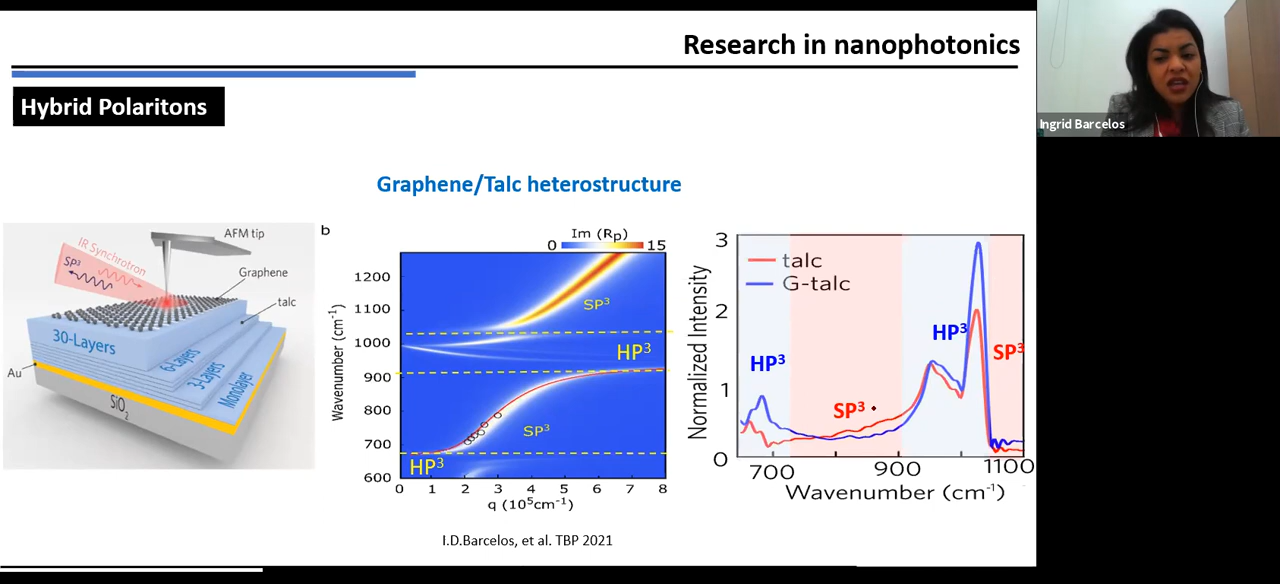 Research in nanophotonics
Ingrid Barcelos
Hybrid Polaritons
Graphene/Talc heterostructure
IR Synchrotron
SP³
AFM tip
Graphene
talc
30-Layers
6-Layers
3-Layers
Monolayer
Au
SiO₂
b
Im (Rp)
0 15
Wavenumber (cm⁻¹)
1200
1100
1000
900
800
700
600
SP³
HP³
SP³
HP³
0 1 2 3 4 5 6 7 8
q (10⁵cm⁻¹)
Normalized Intensity
3
2
1
0
talc
G-talc
HP³
SP³
HP³
SP³
700 900 1100
Wavenumber (cm⁻¹)
I.D.Barcelos, et al. TBP 2021